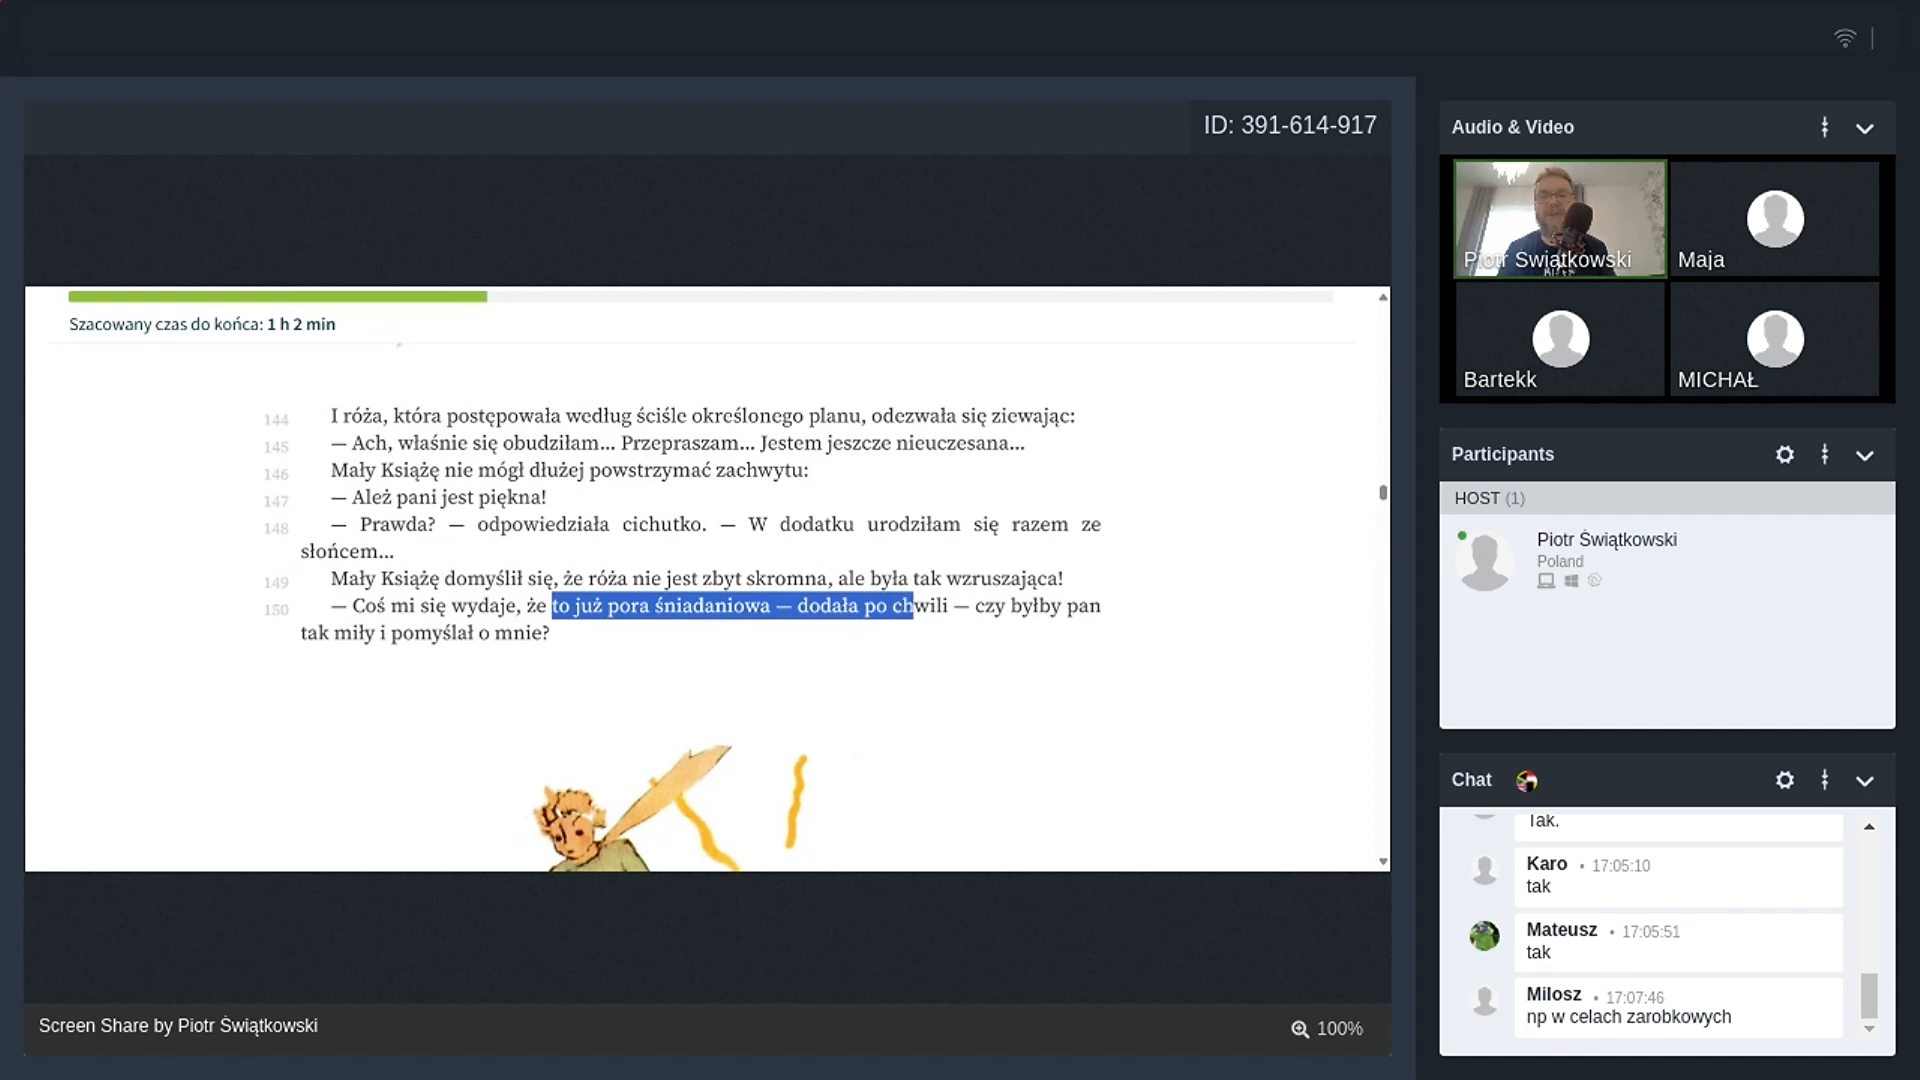 ID: 391-614-917
Szacowany czas do końca: 1 h 2 min
144 I róża, która postępowała według ściśle określonego planu, odezwała się ziewając:
145 — Ach, właśnie się obudziłam... Przepraszam... Jestem jeszcze nieuczesana...
146 Mały Książę nie mógł dłużej powstrzymać zachwytu:
147 — Ależ pani jest piękna!
148 — Prawda? — odpowiedziała cichutko. — W dodatku urodziłam się razem ze
słońcem...
149 Mały Książę domyślił się, że róża nie jest zbyt skromna, ale była tak wzruszająca!
150 — Coś mi się wydaje, że to już pora śniadaniowa — dodała po chwili — czy byłby pan
tak miły i pomyślał o mnie?
Screen Share by Piotr Świątkowski
100%
Audio & Video
Piotr Świątkowski
Maja
Bartekk
MICHAŁ
Participants
HOST (1)
Piotr Świątkowski
Poland
Chat
Tak.
Karo • 17:05:10
tak
Mateusz • 17:05:51
tak
Milosz • 17:07:46
np w celach zarobkowych